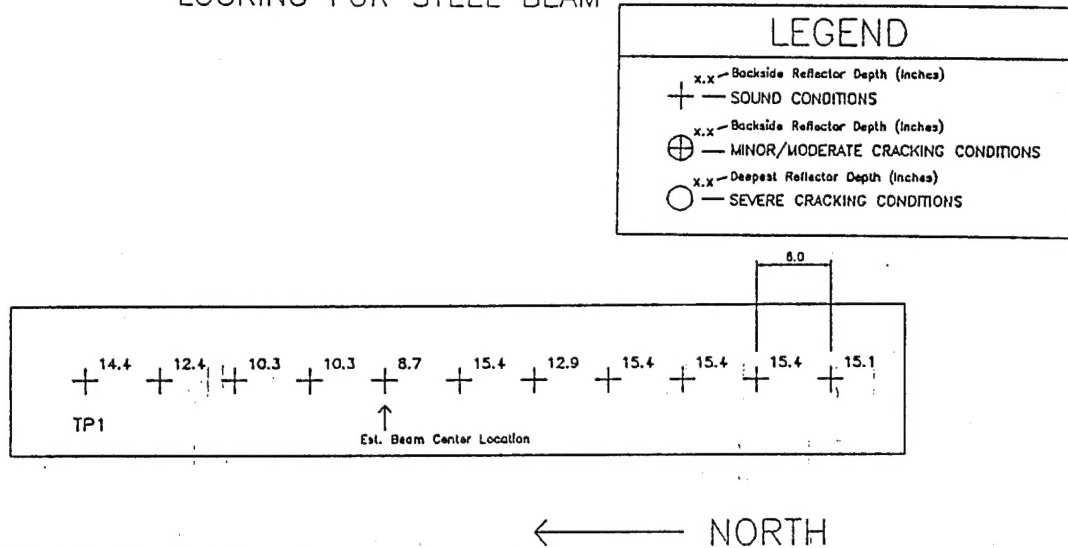 LOOKING FOR STEEL BEAM
LEGEND
x.x Backside Reflector Depth (Inches)
SOUND CONDITIONS
x.x Backside Reflector Depth (Inches)
MINOR/MODERATE CRACKING CONDITIONS
x.x Deepest Reflector Depth (Inches)
SEVERE CRACKING CONDITIONS
6.0
14.4 12.4 10.3 10.3 8.7 15.4 12.9 15.4 15.4 15.4 15.1
TP1
Est. Beam Center Location
NORTH